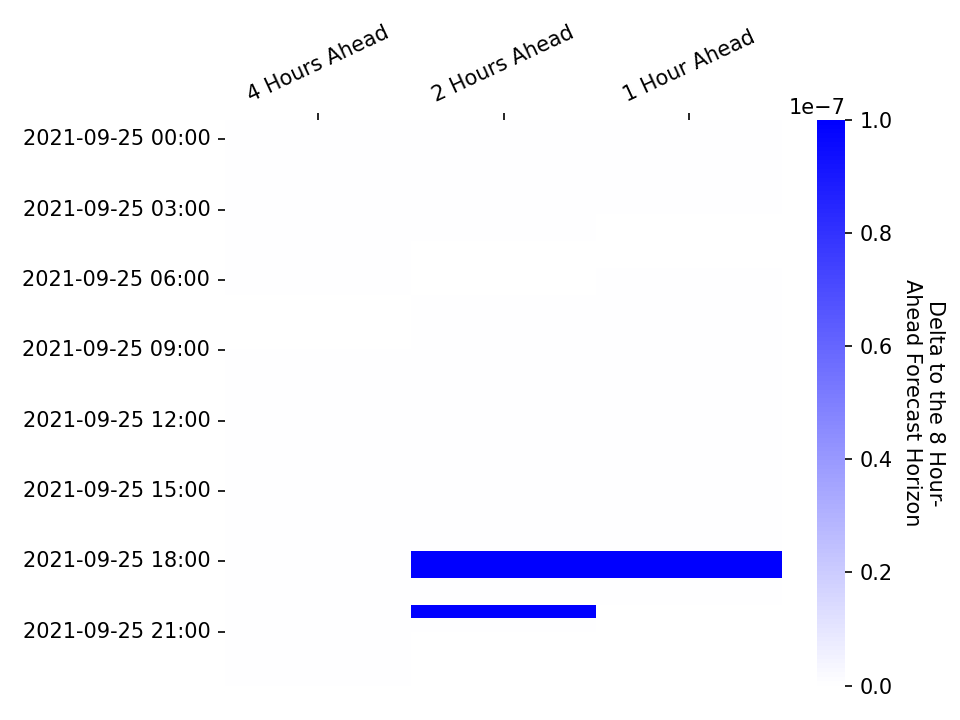 4 Hours Ahead
2 Hours Ahead
1 Hour Ahead
1e−7
2021-09-25 00:00
2021-09-25 03:00
2021-09-25 06:00
2021-09-25 09:00
2021-09-25 12:00
2021-09-25 15:00
2021-09-25 18:00
2021-09-25 21:00
1.0
0.8
0.6
0.4
0.2
0.0
Delta to the 8 Hour-
Ahead Forecast Horizon